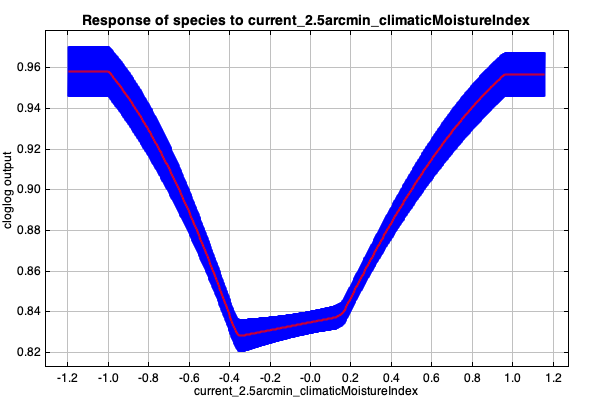 Response of species to current_2.5arcmin_climaticMoistureIndex
cloglog output
0.96
0.94
0.92
0.90
0.88
0.86
0.84
0.82
-1.2 -1.0 -0.8 -0.6 -0.4 -0.2 -0.0 0.2 0.4 0.6 0.8 1.0 1.2
current_2.5arcmin_climaticMoistureIndex